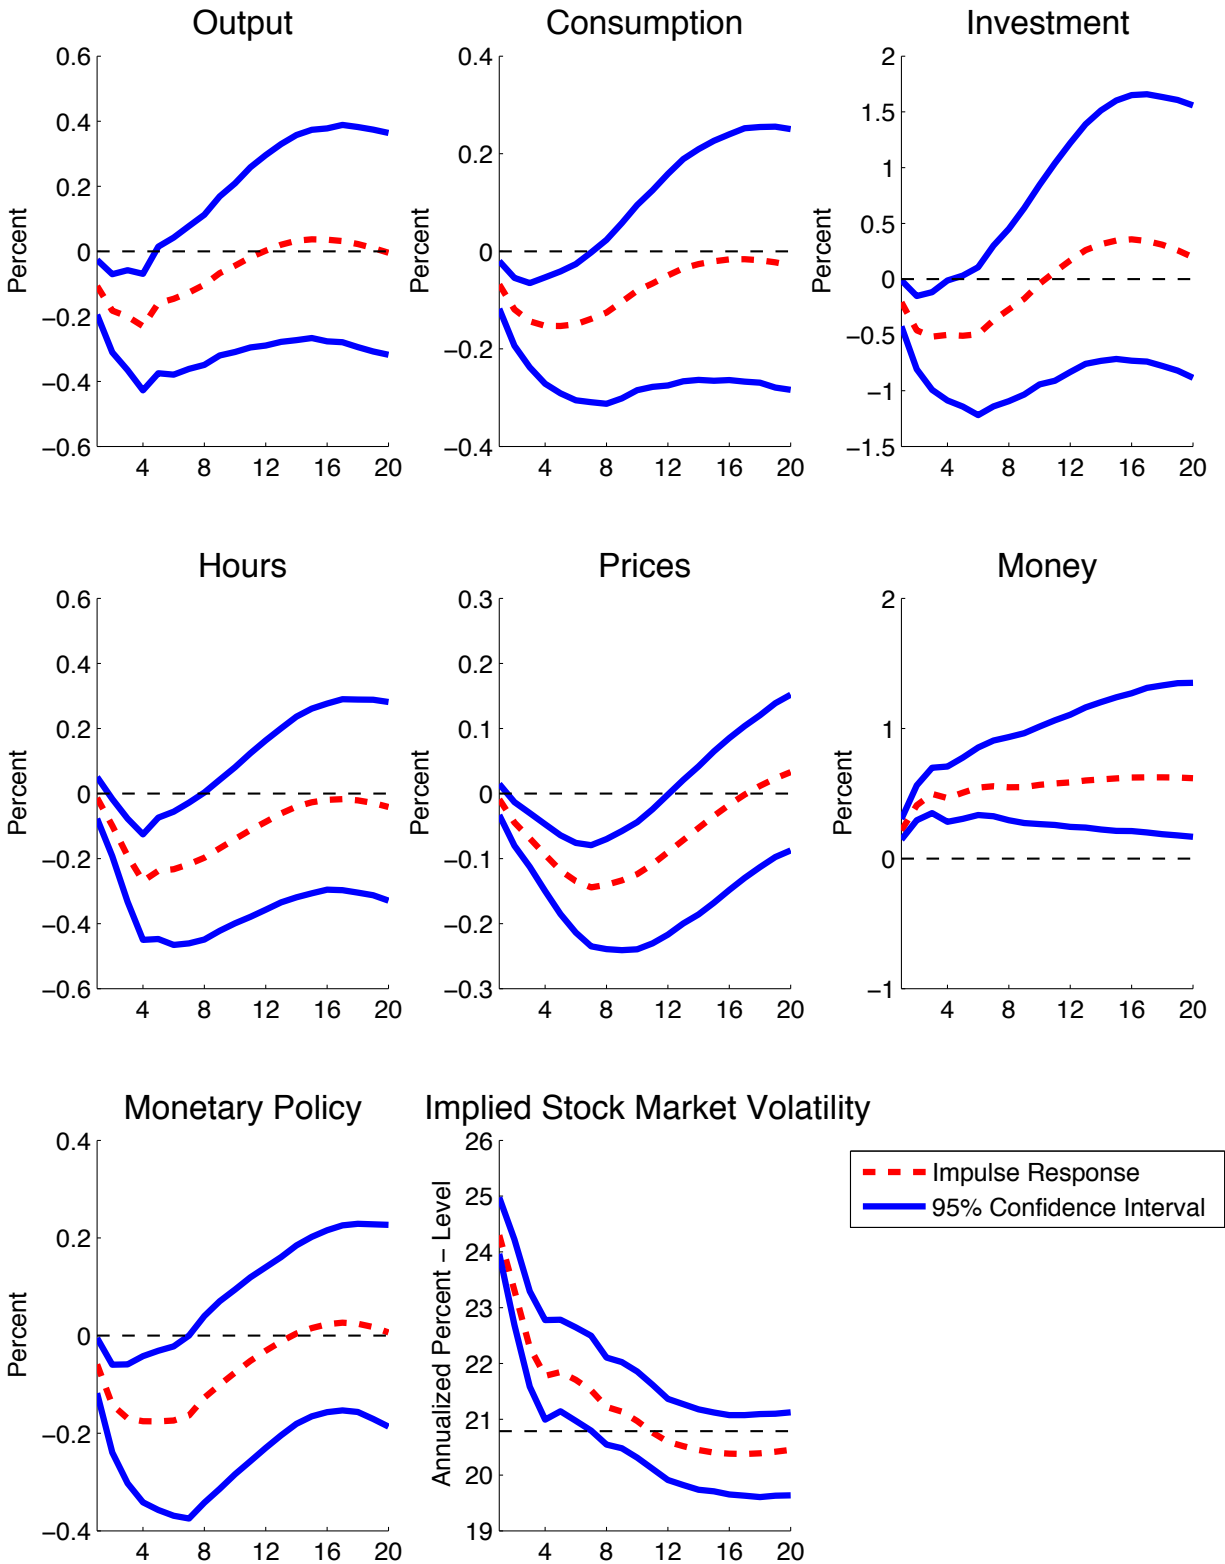 Output
Consumption
Investment
Percent
0.6
0.4
0.2
0
−0.2
−0.4
−0.6
4 8 12 16 20
Percent
0.4
0.2
0
−0.2
−0.4
4 8 12 16 20
Percent
2
1.5
1
0.5
0
−0.5
−1
−1.5
4 8 12 16 20
Hours
Prices
Money
Percent
0.6
0.4
0.2
0
−0.2
−0.4
−0.6
4 8 12 16 20
Percent
0.3
0.2
0.1
0
−0.1
−0.2
−0.3
4 8 12 16 20
Percent
2
1
0
−1
4 8 12 16 20
Monetary Policy
Implied Stock Market Volatility
Percent
0.4
0.2
0
−0.2
−0.4
4 8 12 16 20
Annualized Percent − Level
26
25
24
23
22
21
20
19
4 8 12 16 20
Impulse Response
95% Confidence Interval